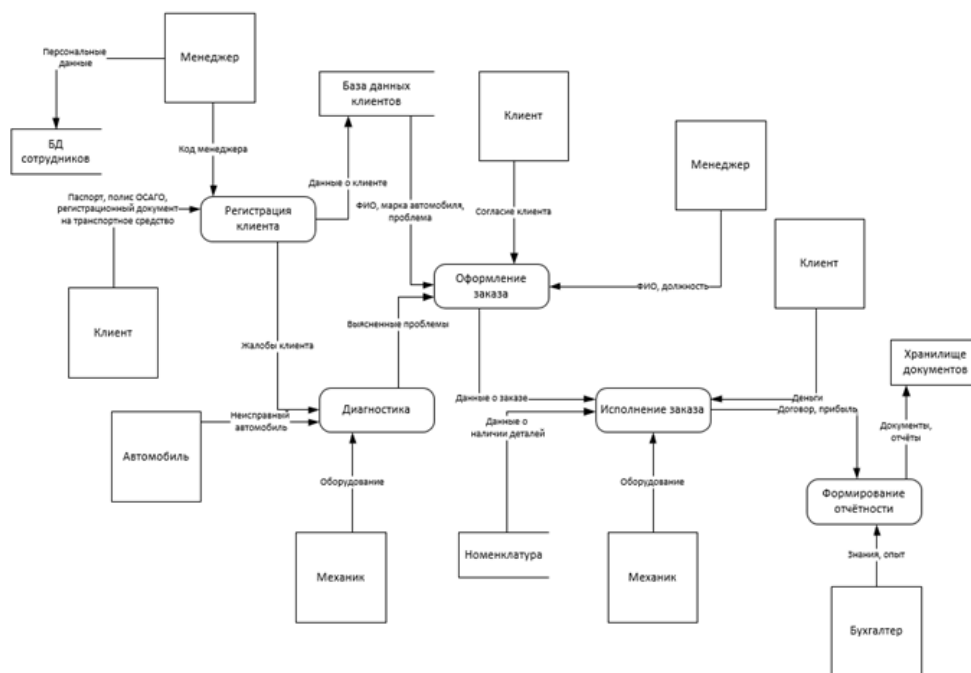 Персональные
данные
Менеджер
База данных
клиентов
Клиент
БД
сотрудников
Код менеджера
Менеджер
Данные о клиенте
Паспорт, полис ОСАГО,
регистрационный документ
на транспортное средство
Регистрация
клиента
ФИО, марка автомобиля,
проблема
Согласие клиента
Клиент
Оформление
заказа
ФИО, должность
Клиент
Жалобы клиента
Выясненные проблемы
Хранилище
документов
Диагностика
Данные о заказе
Исполнение заказа
Деньги
Договор, прибыль
Неисправный
автомобиль
Данные о
наличии деталей
Документы,
отчёты
Автомобиль
Оборудование
Оборудование
Формирование
отчётности
Номенклатура
Знания, опыт
Механик
Механик
Бухгалтер